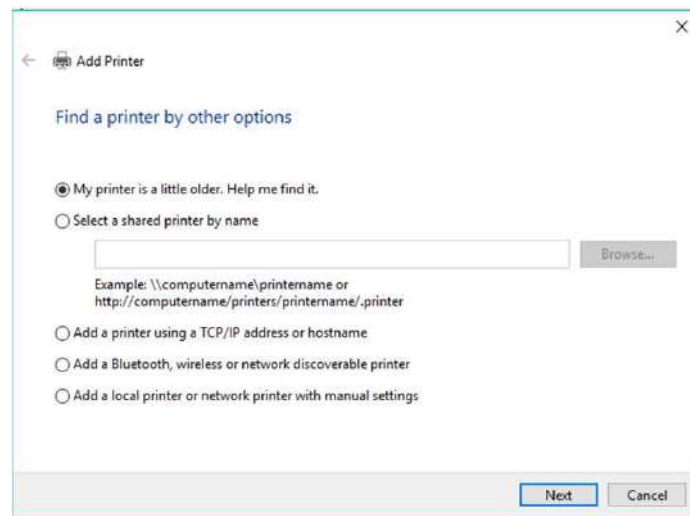 Add Printer
Find a printer by other options
My printer is a little older. Help me find it.
Select a shared printer by name
Browse...
Example: \\computername\printername or
http://computername/printers/printername/.printer
Add a printer using a TCP/IP address or hostname
Add a Bluetooth, wireless or network discoverable printer
Add a local printer or network printer with manual settings
Next
Cancel